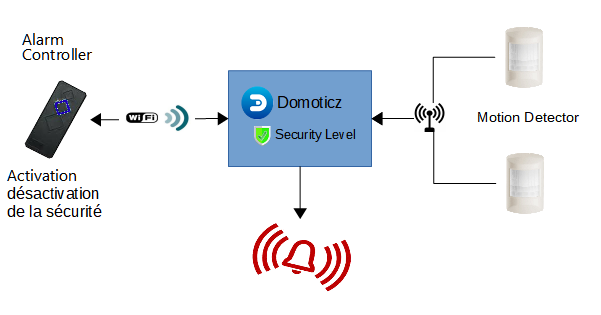 Alarm
Controller
WiFi
Domoticz
Security Level
Motion Detector
Activation
désactivation
de la sécurité